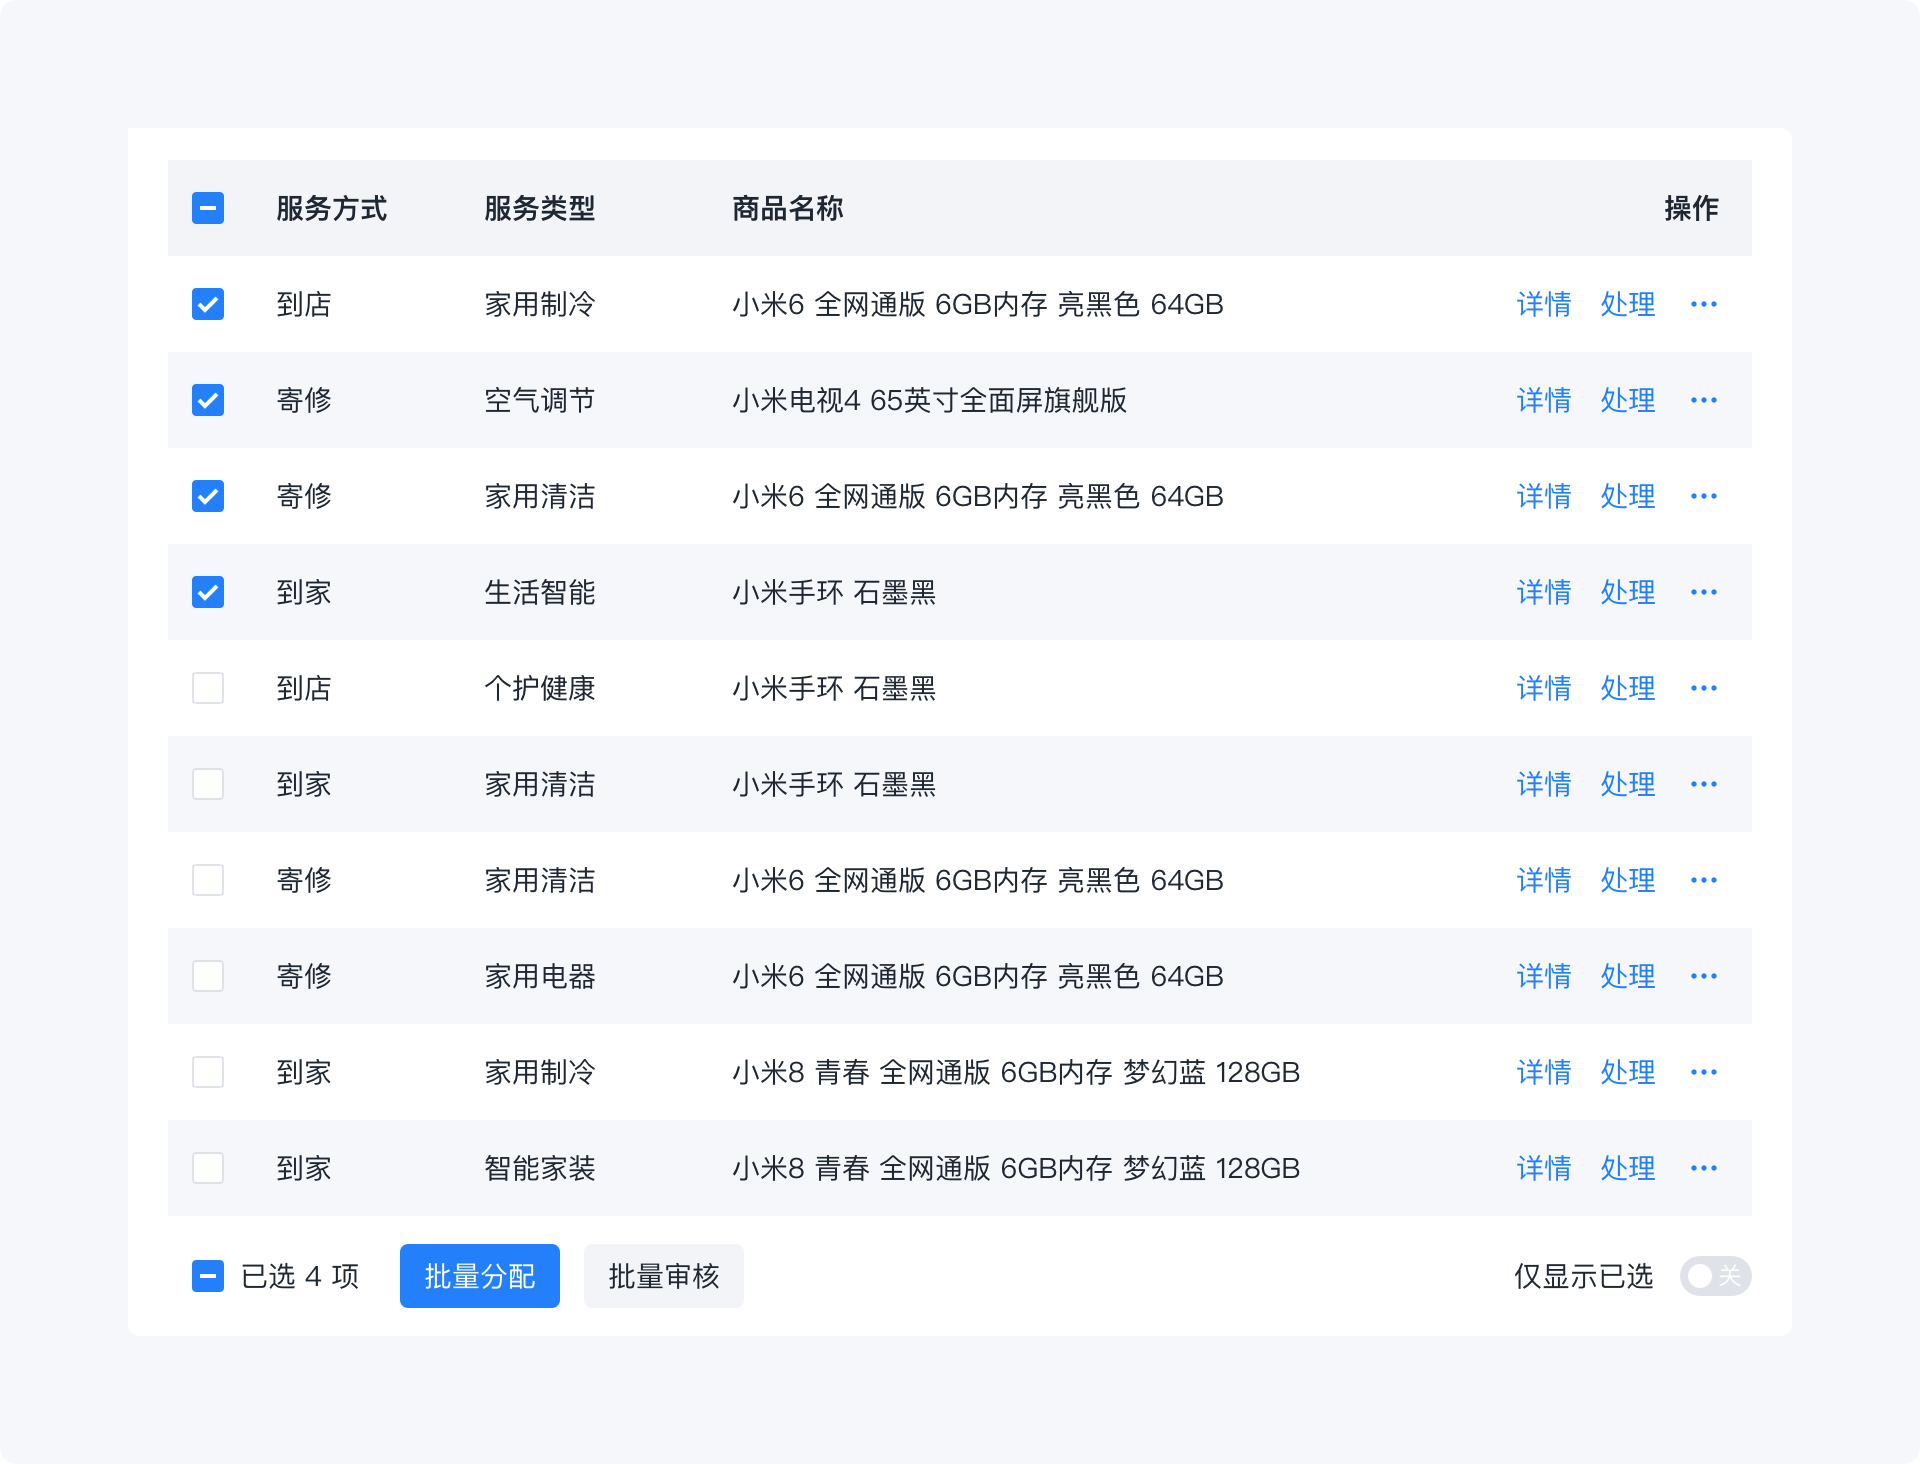 服务方式 服务类型 商品名称 操作
到店 家用制冷 小米6 全网通版 6GB内存 亮黑色 64GB 详情 处理 ···
寄修 空气调节 小米电视4 65英寸全面屏旗舰版 详情 处理 ···
寄修 家用清洁 小米6 全网通版 6GB内存 亮黑色 64GB 详情 处理 ···
到家 生活智能 小米手环 石墨黑 详情 处理 ···
到店 个护健康 小米手环 石墨黑 详情 处理 ···
到家 家用清洁 小米手环 石墨黑 详情 处理 ···
寄修 家用清洁 小米6 全网通版 6GB内存 亮黑色 64GB 详情 处理 ···
寄修 家用电器 小米6 全网通版 6GB内存 亮黑色 64GB 详情 处理 ···
到家 家用制冷 小米8 青春 全网通版 6GB内存 梦幻蓝 128GB 详情 处理 ···
到家 智能家装 小米8 青春 全网通版 6GB内存 梦幻蓝 128GB 详情 处理 ···
已选 4 项 批量分配 批量审核 仅显示已选 关